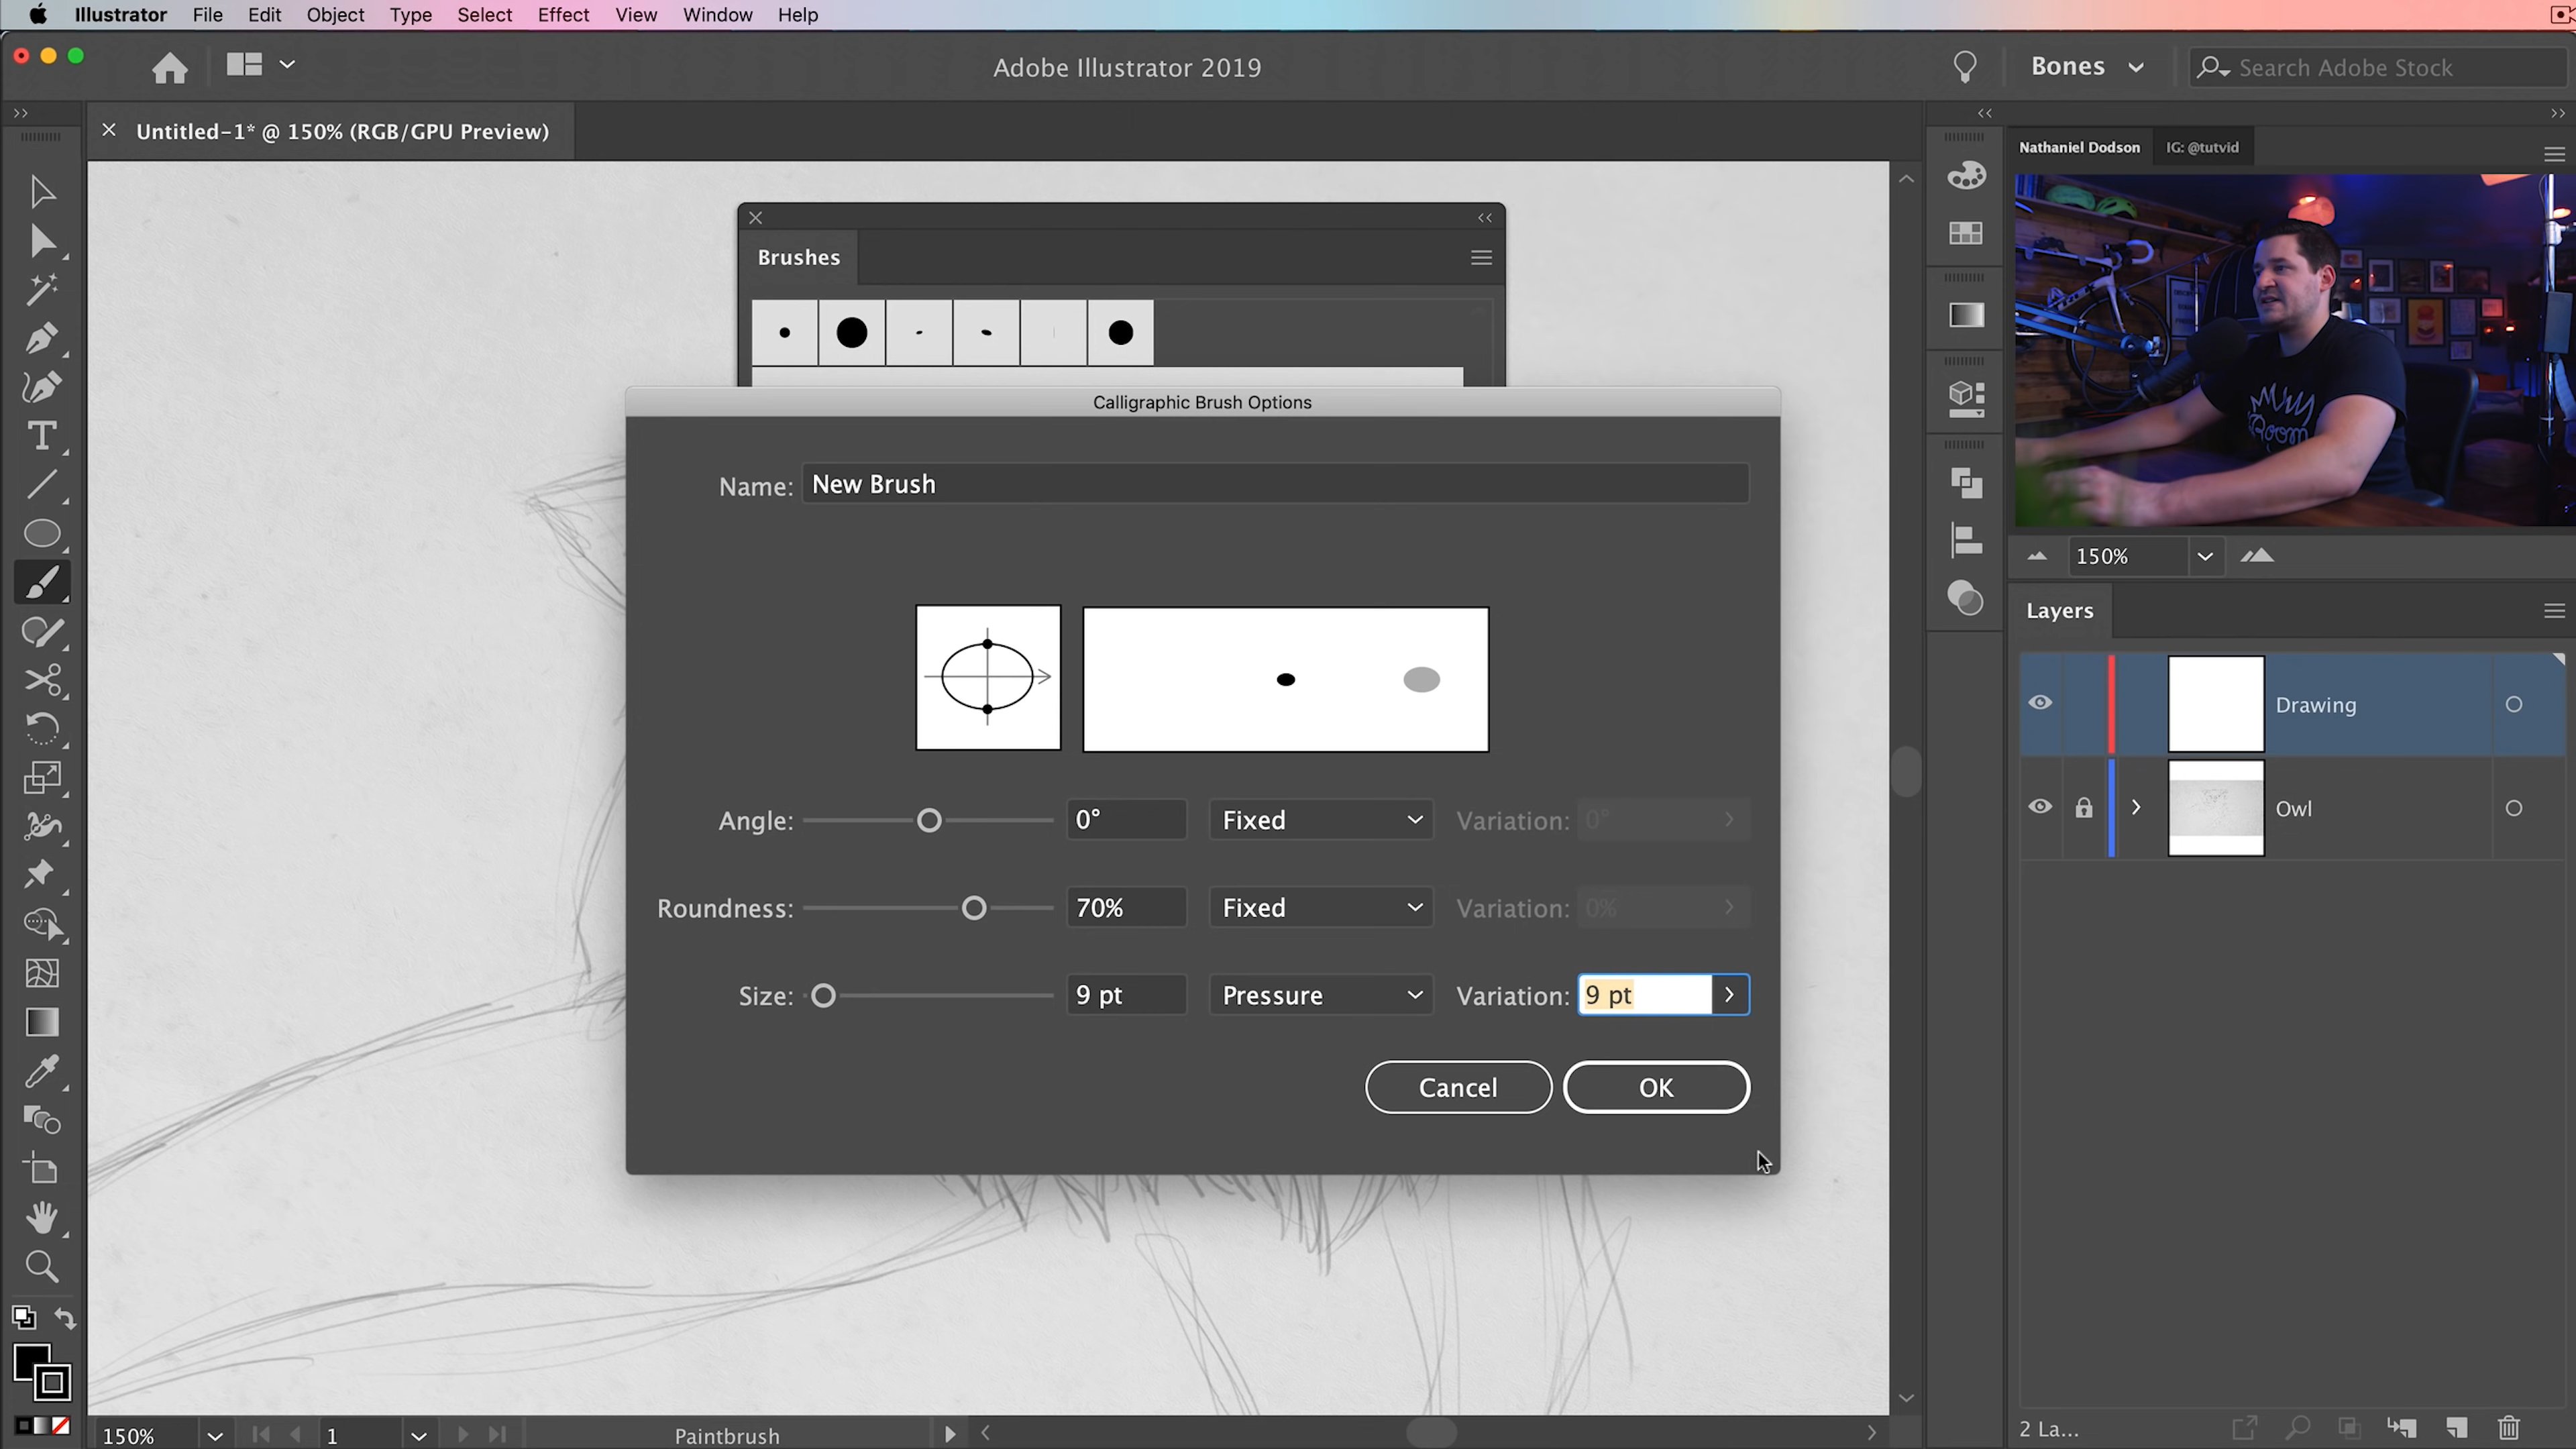 Illustrator File Edit Object Type Select Effect View Window Help
Adobe Illustrator 2019
Bones
Search Adobe Stock
Untitled-1* @ 150% (RGB/GPU Preview)
Nathaniel Dodson
IG: @tutvid
Brushes
Calligraphic Brush Options
Name: New Brush
150%
Layers
Drawing
Owl
Angle: 0° Fixed Variation: 0°
Roundness: 70% Fixed Variation: 0%
Size: 9 pt Pressure Variation: 9 pt
Cancel OK
150% 1 Paintbrush
2 La...